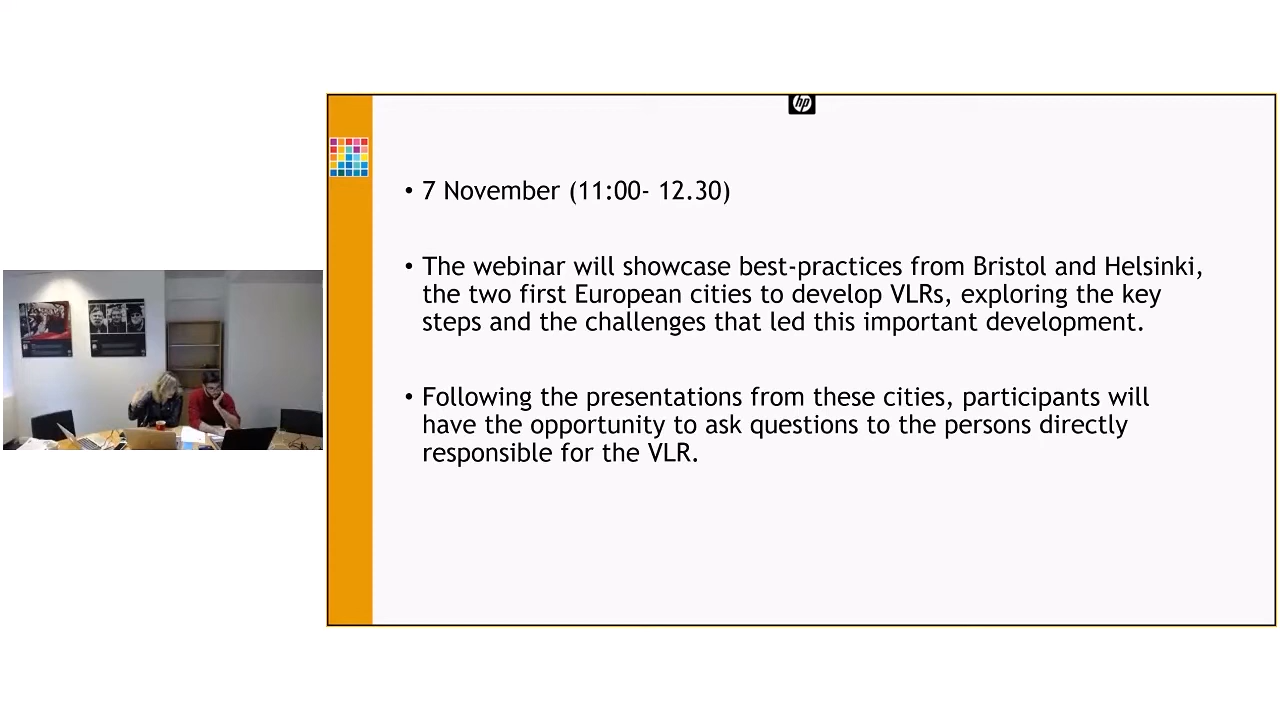 hp
• 7 November (11:00- 12.30)
• The webinar will showcase best-practices from Bristol and Helsinki,
the two first European cities to develop VLRs, exploring the key
steps and the challenges that led this important development.
• Following the presentations from these cities, participants will
have the opportunity to ask questions to the persons directly
responsible for the VLR.